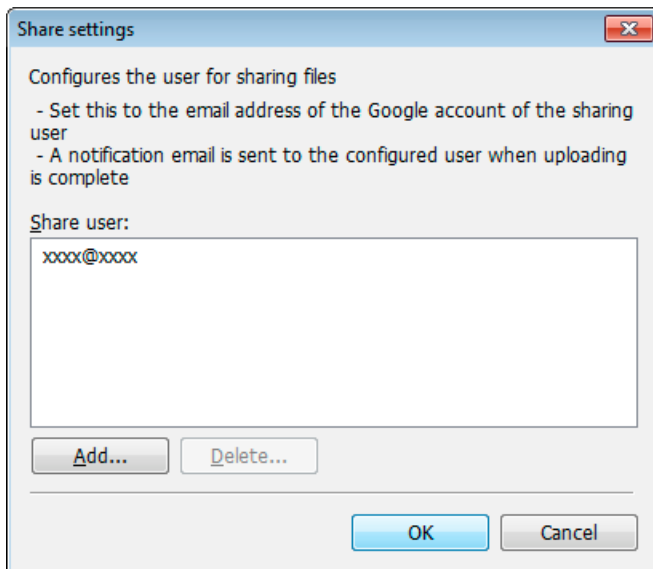 Share settings
Configures the user for sharing files
- Set this to the email address of the Google account of the sharing
user
- A notification email is sent to the configured user when uploading
is complete
Share user:
xxxx@xxxx
Add... Delete...
OK Cancel